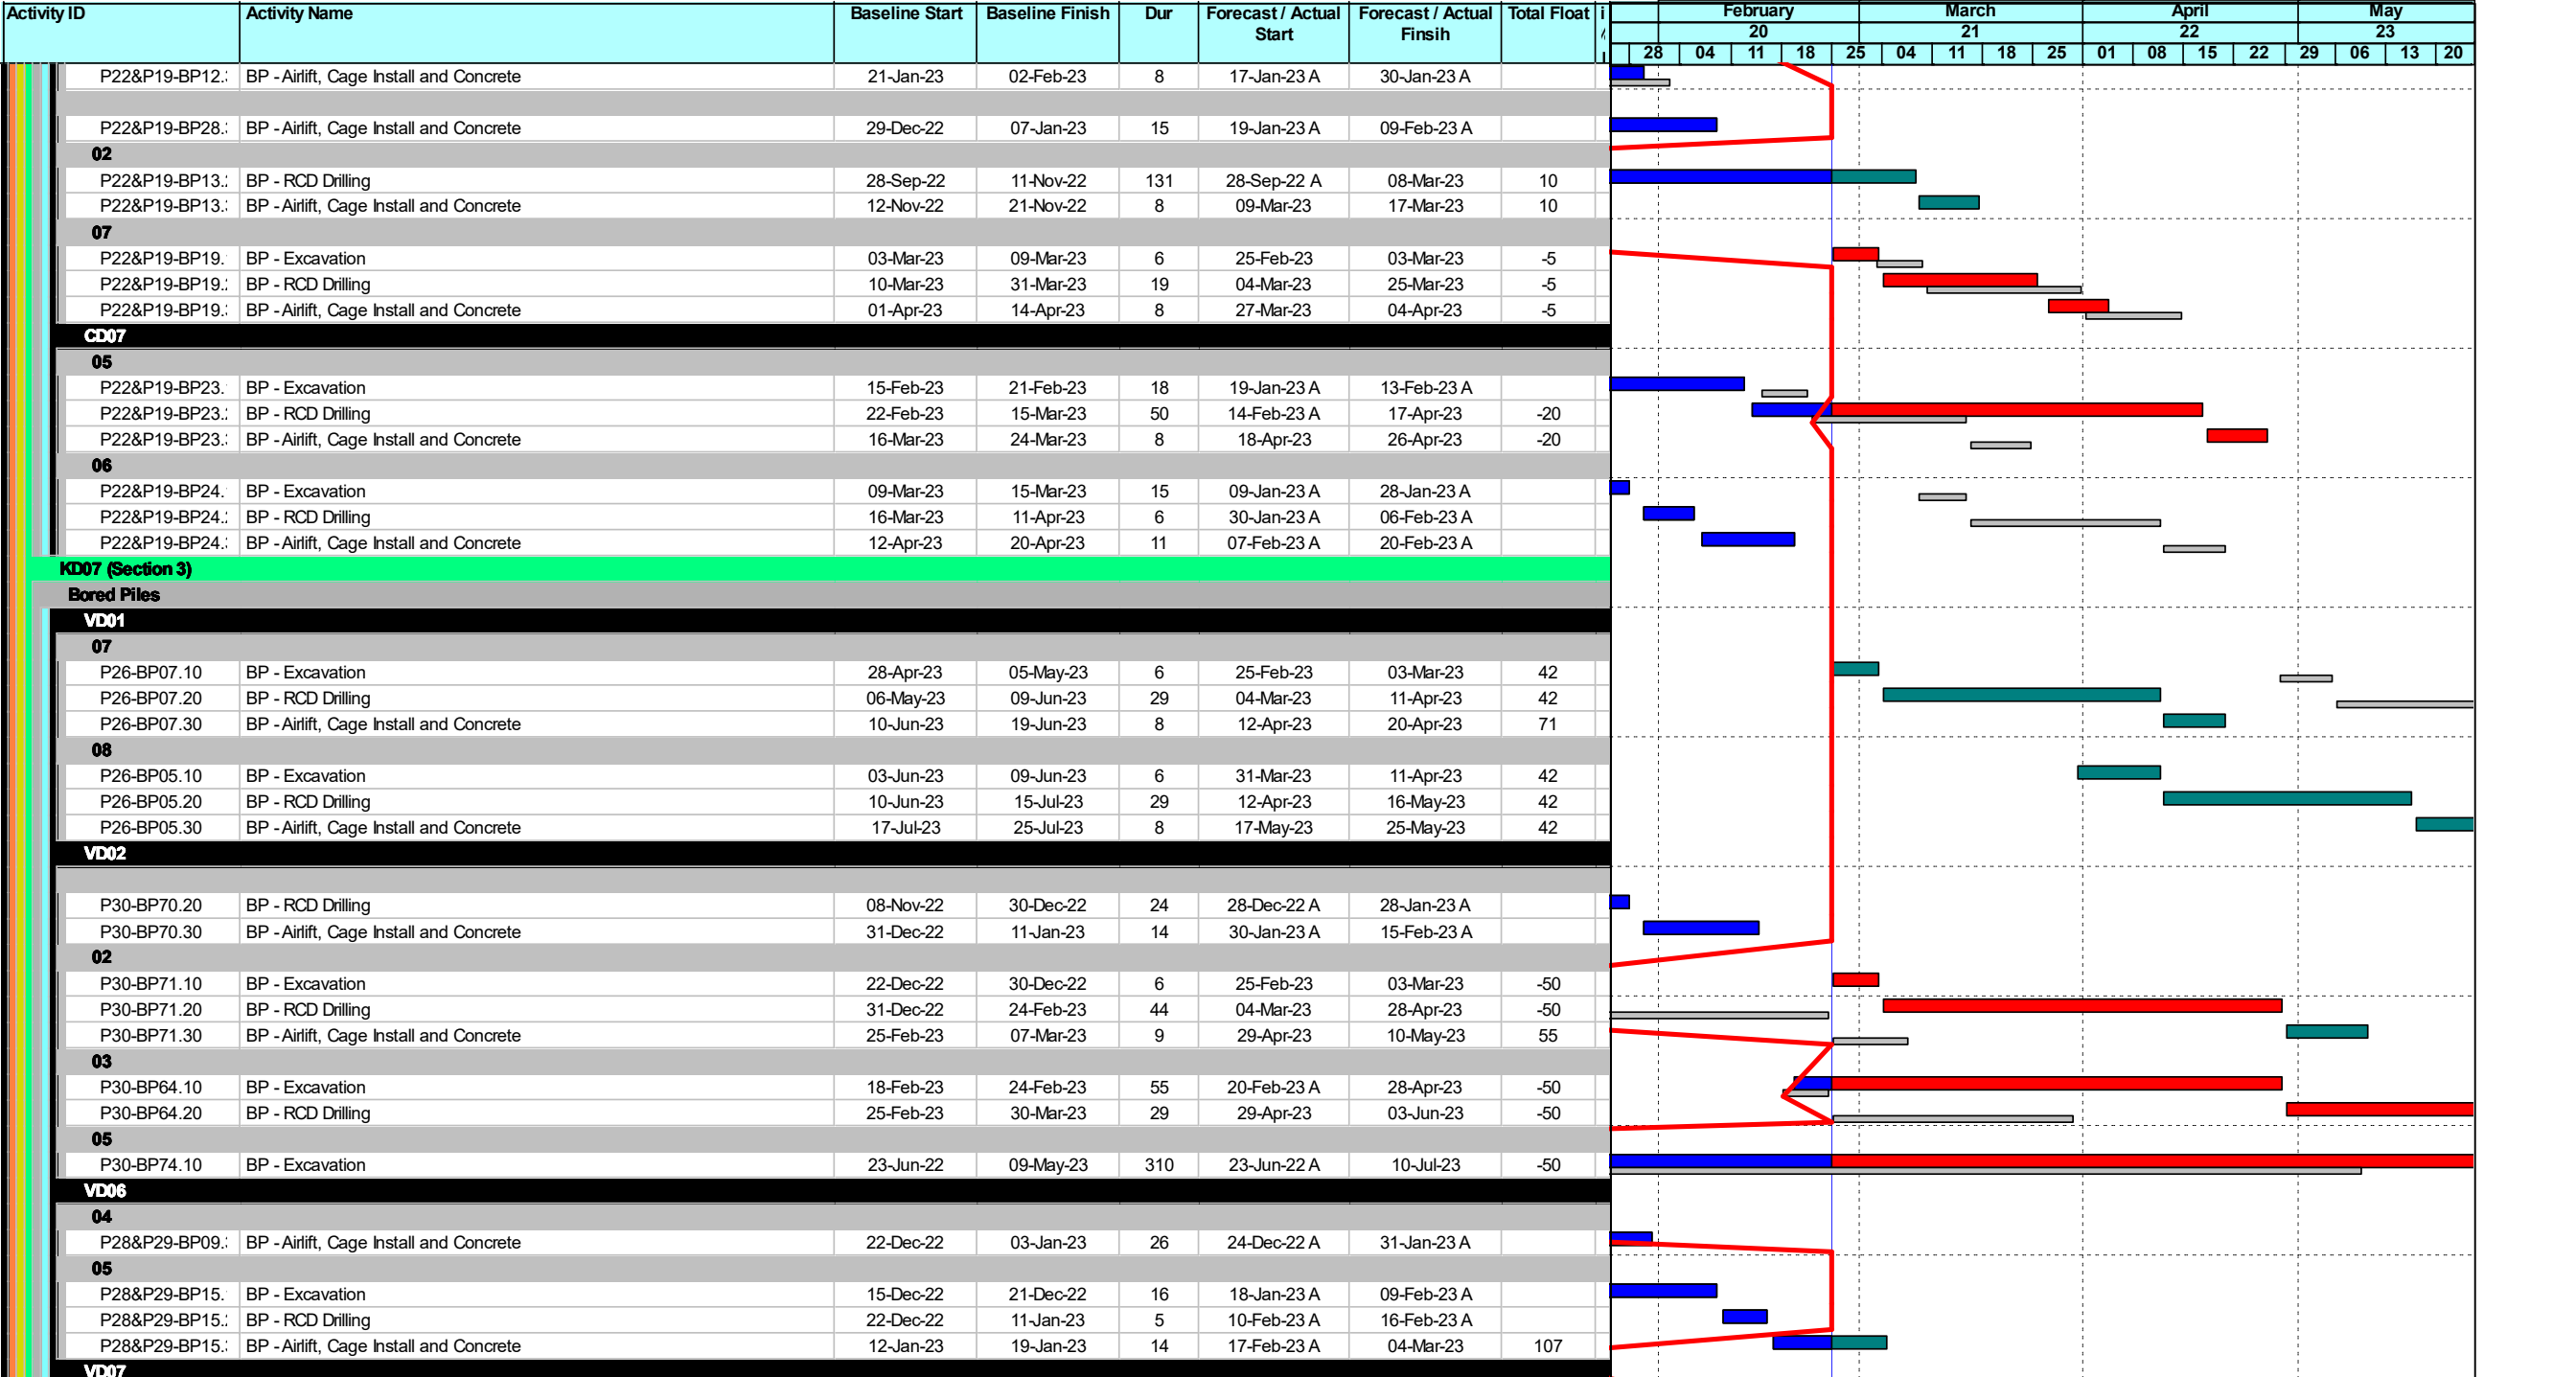 Activity ID Activity Name Baseline Start Baseline Finish Dur Forecast / Actual Start Forecast / Actual Finsih Total Float
February March April May
20 21 22 23
28 04 11 18 25 04 11 18 25 01 08 15 22 29 06 13 20
P22&P19-BP12. BP - Airlift, Cage Install and Concrete 21-Jan-23 02-Feb-23 8 17-Jan-23 A 30-Jan-23 A
P22&P19-BP28. BP - Airlift, Cage Install and Concrete 29-Dec-22 07-Jan-23 15 19-Jan-23 A 09-Feb-23 A
02
P22&P19-BP13. BP - RCD Drilling 28-Sep-22 11-Nov-22 131 28-Sep-22 A 08-Mar-23 10
P22&P19-BP13. BP - Airlift, Cage Install and Concrete 12-Nov-22 21-Nov-22 8 09-Mar-23 17-Mar-23 10
07
P22&P19-BP19. BP - Excavation 03-Mar-23 09-Mar-23 6 25-Feb-23 03-Mar-23 -5
P22&P19-BP19. BP - RCD Drilling 10-Mar-23 31-Mar-23 19 04-Mar-23 25-Mar-23 -5
P22&P19-BP19. BP - Airlift, Cage Install and Concrete 01-Apr-23 14-Apr-23 8 27-Mar-23 04-Apr-23 -5
CD07
05
P22&P19-BP23. BP - Excavation 15-Feb-23 21-Feb-23 18 19-Jan-23 A 13-Feb-23 A
P22&P19-BP23. BP - RCD Drilling 22-Feb-23 15-Mar-23 50 14-Feb-23 A 17-Apr-23 -20
P22&P19-BP23. BP - Airlift, Cage Install and Concrete 16-Mar-23 24-Mar-23 8 18-Apr-23 26-Apr-23 -20
06
P22&P19-BP24. BP - Excavation 09-Mar-23 15-Mar-23 15 09-Jan-23 A 28-Jan-23 A
P22&P19-BP24. BP - RCD Drilling 16-Mar-23 11-Apr-23 6 30-Jan-23 A 06-Feb-23 A
P22&P19-BP24. BP - Airlift, Cage Install and Concrete 12-Apr-23 20-Apr-23 11 07-Feb-23 A 20-Feb-23 A
KD07 (Section 3)
Bored Piles
VD01
07
P26-BP07.10 BP - Excavation 28-Apr-23 05-May-23 6 25-Feb-23 03-Mar-23 42
P26-BP07.20 BP - RCD Drilling 06-May-23 09-Jun-23 29 04-Mar-23 11-Apr-23 42
P26-BP07.30 BP - Airlift, Cage Install and Concrete 10-Jun-23 19-Jun-23 8 12-Apr-23 20-Apr-23 71
08
P26-BP05.10 BP - Excavation 03-Jun-23 09-Jun-23 6 31-Mar-23 11-Apr-23 42
P26-BP05.20 BP - RCD Drilling 10-Jun-23 15-Jul-23 29 12-Apr-23 16-May-23 42
P26-BP05.30 BP - Airlift, Cage Install and Concrete 17-Jul-23 25-Jul-23 8 17-May-23 25-May-23 42
VD02
P30-BP70.20 BP - RCD Drilling 08-Nov-22 30-Dec-22 24 28-Dec-22 A 28-Jan-23 A
P30-BP70.30 BP - Airlift, Cage Install and Concrete 31-Dec-22 11-Jan-23 14 30-Jan-23 A 15-Feb-23 A
02
P30-BP71.10 BP - Excavation 22-Dec-22 30-Dec-22 6 25-Feb-23 03-Mar-23 -50
P30-BP71.20 BP - RCD Drilling 31-Dec-22 24-Feb-23 44 04-Mar-23 28-Apr-23 -50
P30-BP71.30 BP - Airlift, Cage Install and Concrete 25-Feb-23 07-Mar-23 9 29-Apr-23 10-May-23 55
03
P30-BP64.10 BP - Excavation 18-Feb-23 24-Feb-23 55 20-Feb-23 A 28-Apr-23 -50
P30-BP64.20 BP - RCD Drilling 25-Feb-23 30-Mar-23 29 29-Apr-23 03-Jun-23 -50
05
P30-BP74.10 BP - Excavation 23-Jun-22 09-May-23 310 23-Jun-22 A 10-Jul-23 -50
VD06
04
P28&P29-BP09. BP - Airlift, Cage Install and Concrete 22-Dec-22 03-Jan-23 26 24-Dec-22 A 31-Jan-23 A
05
P28&P29-BP15. BP - Excavation 15-Dec-22 21-Dec-22 16 18-Jan-23 A 09-Feb-23 A
P28&P29-BP15. BP - RCD Drilling 22-Dec-22 11-Jan-23 5 10-Feb-23 A 16-Feb-23 A
P28&P29-BP15. BP - Airlift, Cage Install and Concrete 12-Jan-23 19-Jan-23 14 17-Feb-23 A 04-Mar-23 107
VD07